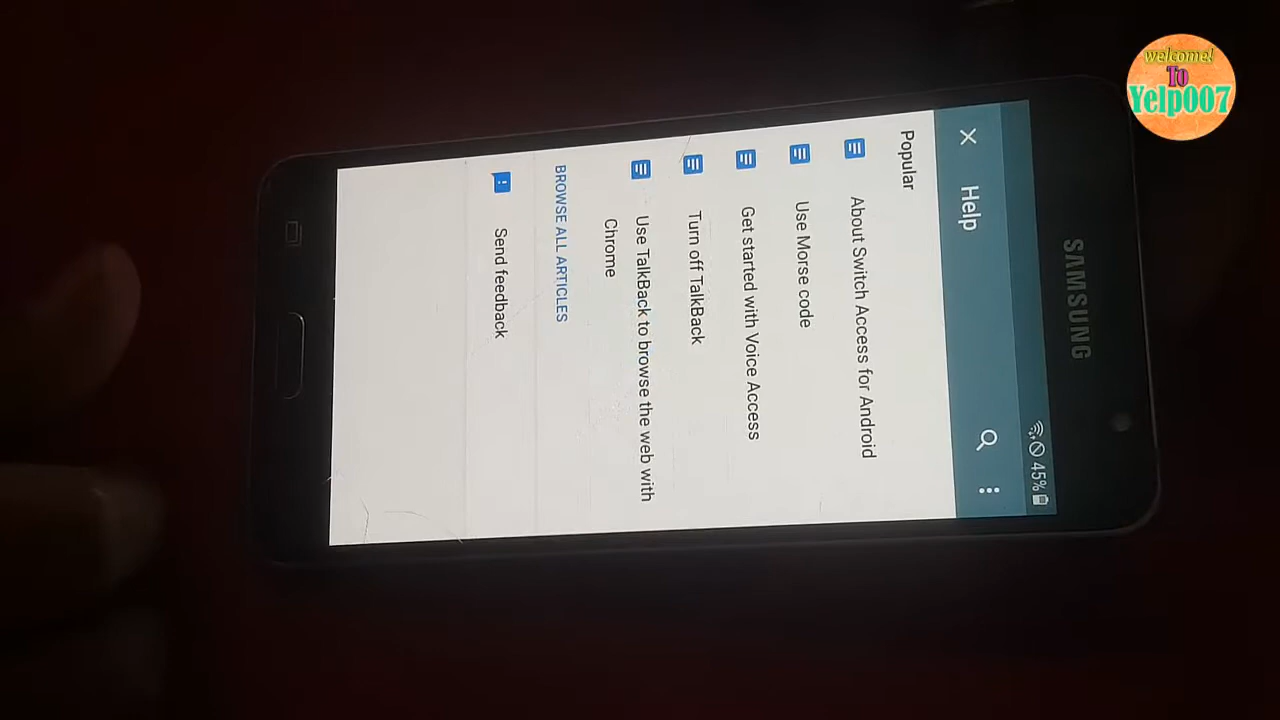 welcome!
To
Yelp007
SAMSUNG
45%
Help
Popular
About Switch Access for Android
Use Morse code
Get started with Voice Access
Turn off TalkBack
Use TalkBack to browse the web with
Chrome
BROWSE ALL ARTICLES
Send feedback